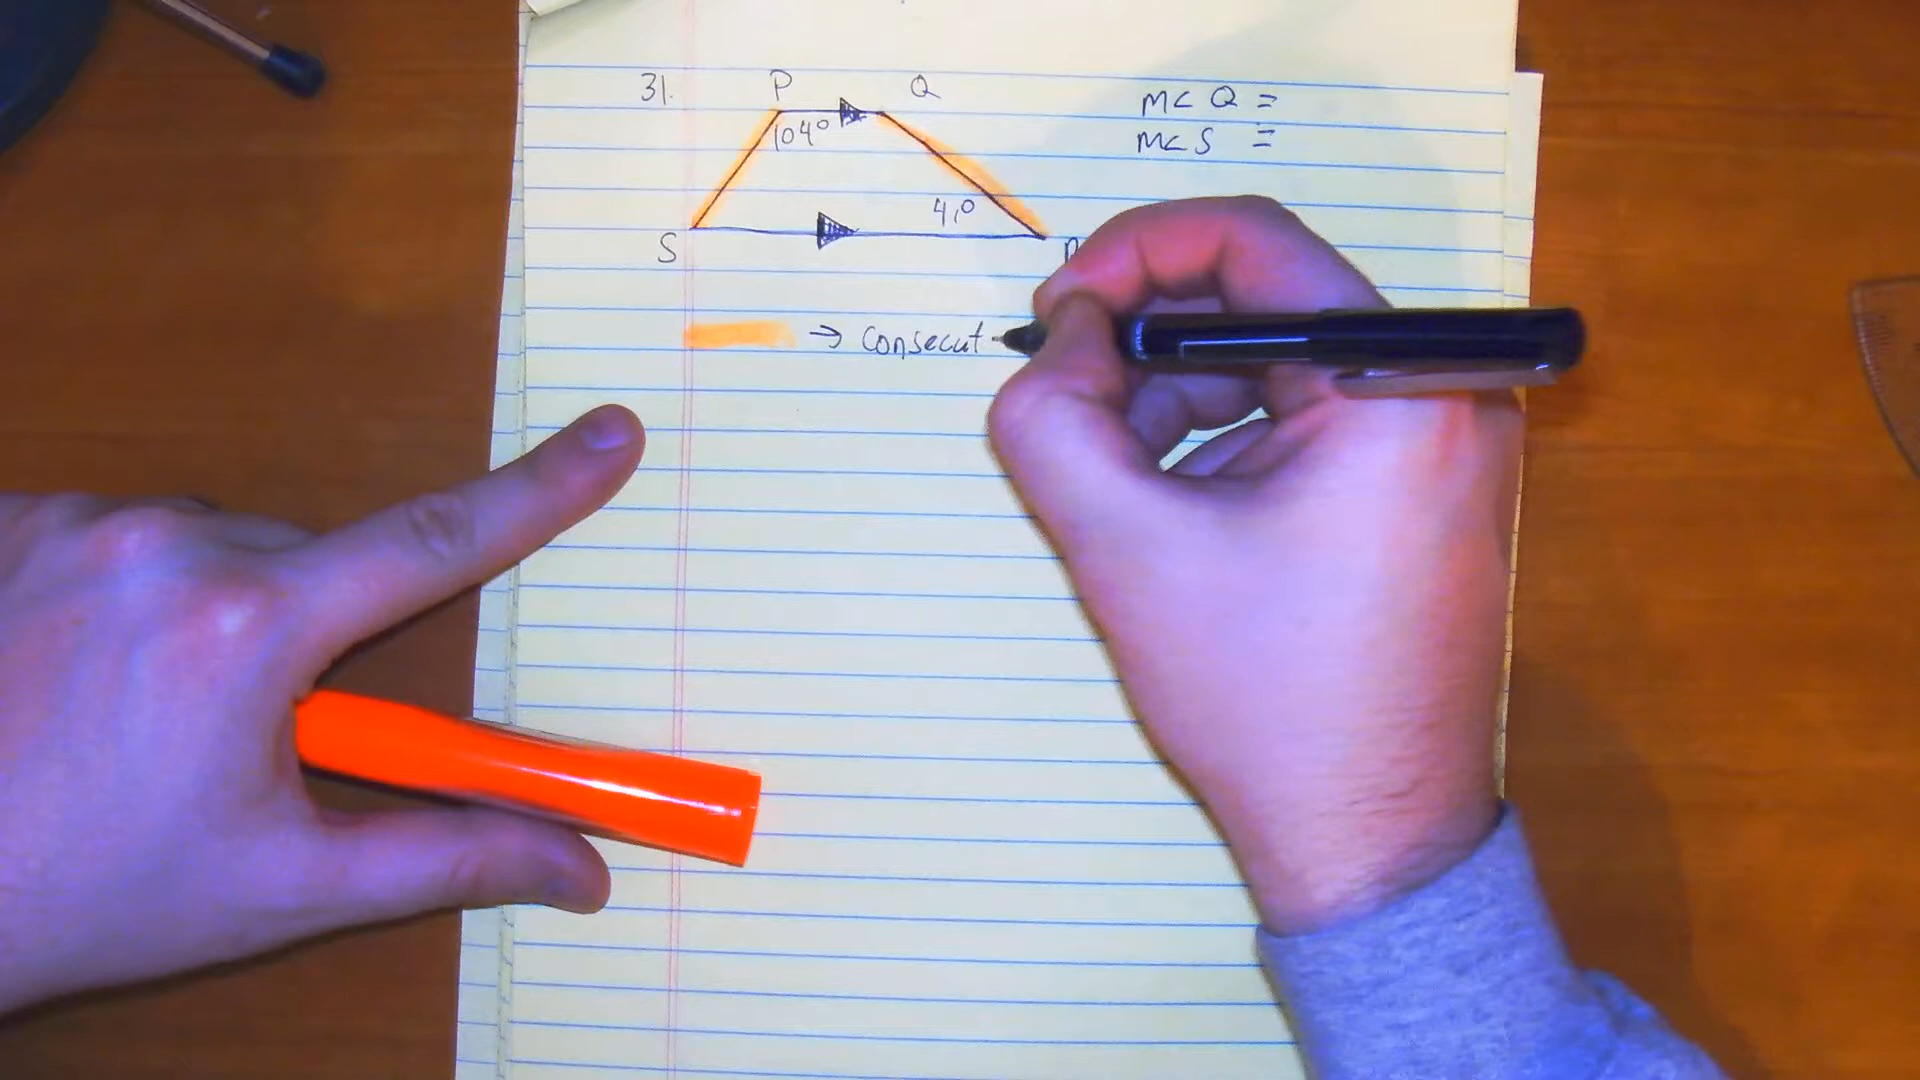 31. P Q
104°
41°
S
m< Q =
m< S =
→ Consecut